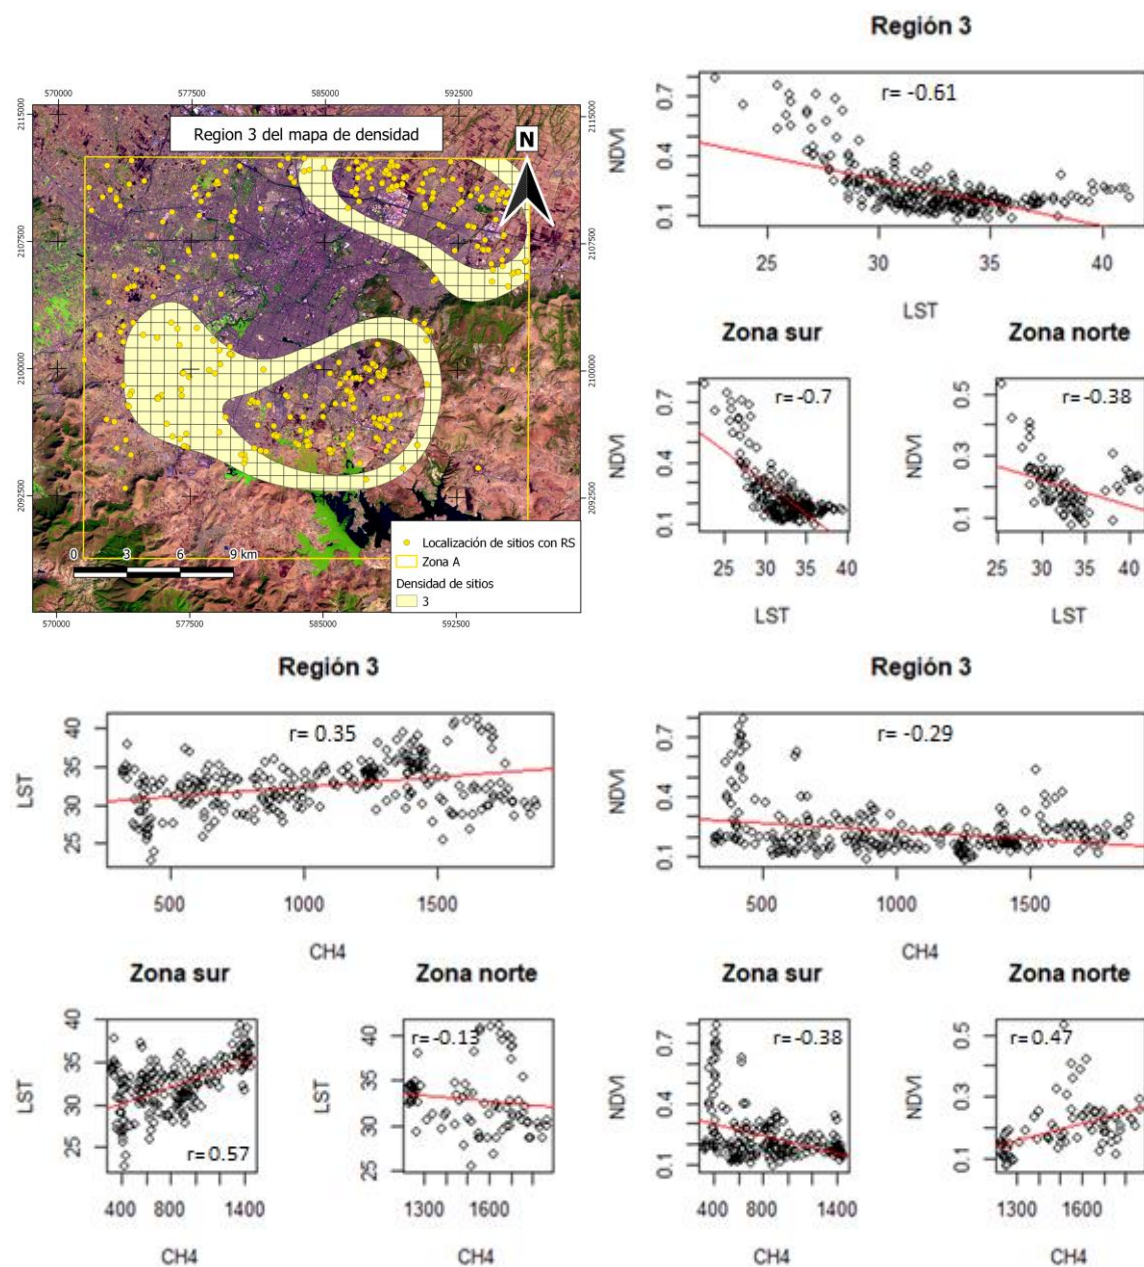 570000 577500 585000 592500
2115000 2115000
Region 3 del mapa de densidad
N
2107500 2107500
2100000 2100000
2092500 2092500
0 3 6 9 km
Localización de sitios con RS
Zona A
Densidad de sitios
3
570000 577500 585000 592500
Región 3
r= -0.61
NDVI
0.7
0.4
0.1
25 30 35 40
LST
Zona sur
r= -0.7
NDVI
0.7
0.4
0.1
25 30 35 40
LST
Zona norte
r= -0.38
NDVI
0.5
0.3
0.1
25 30 35 40
LST
Región 3
r= 0.35
LST
40
35
30
25
500 1000 1500
CH4
Región 3
r= -0.29
NDVI
0.7
0.4
0.1
500 1000 1500
CH4
Zona sur
LST
40
35
30
25
r= 0.57
400 800 1400
CH4
Zona norte
r= -0.13
LST
40
35
30
25
1300 1600
CH4
Zona sur
r= -0.38
NDVI
0.7
0.4
0.1
400 800 1400
CH4
Zona norte
r= 0.47
NDVI
0.5
0.3
0.1
1300 1600
CH4